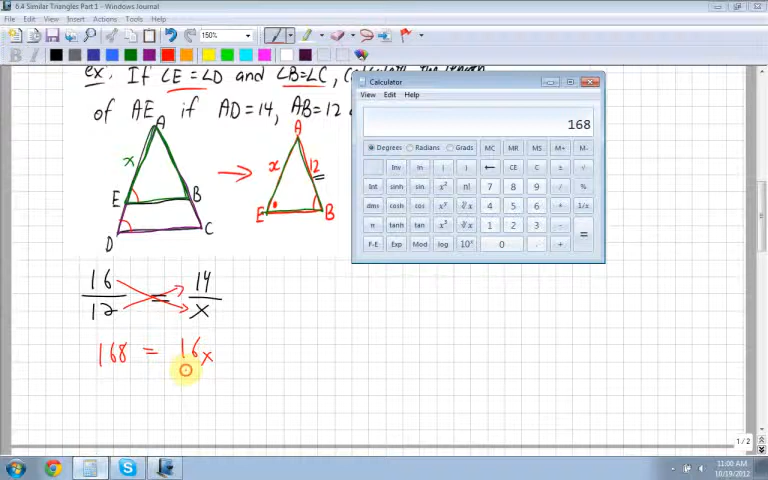 6.4 Similar Triangles Part 1 - Windows Journal
File Edit View Insert Actions Tools Help
150%
ex: If ∠E = ∠D and ∠B = ∠C, Calculate the length
of AE if AD = 14, AB = 12
A
x
E B
D C
A
x 12
E B
16 = 14
12 x
168 = 16x
Calculator
View Edit Help
168
Degrees Radians Grads MC MR MS M+ M-
Inv ln ( ) ← CE C ± √
Int sinh sin x² n! 7 8 9 / %
dms cosh cos xʸ ʸ√x 4 5 6 * 1/x
π tanh tan x³ ³√x 1 2 3 - =
F-E Exp Mod log 10ˣ 0 . +
1 / 2
11:00 AM
10/19/2012